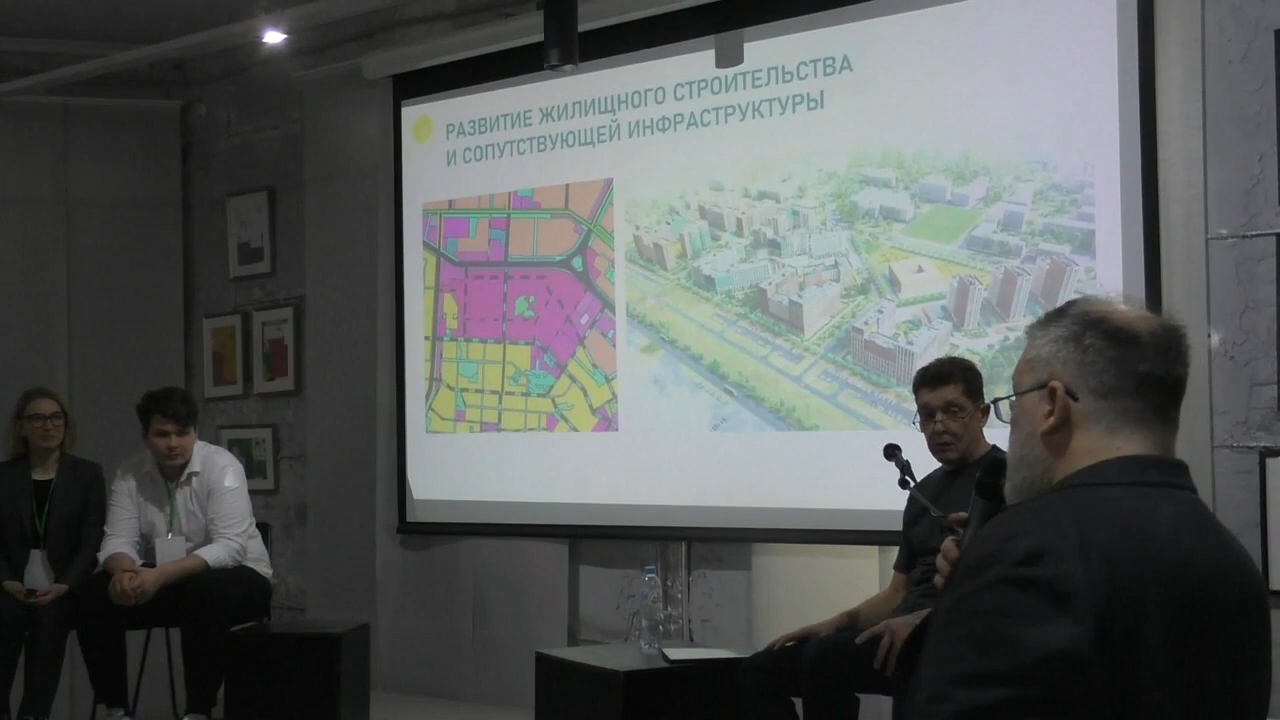 РАЗВИТИЕ ЖИЛИЩНОГО СТРОИТЕЛЬСТВА
И СОПУТСТВУЮЩЕЙ ИНФРАСТРУКТУРЫ